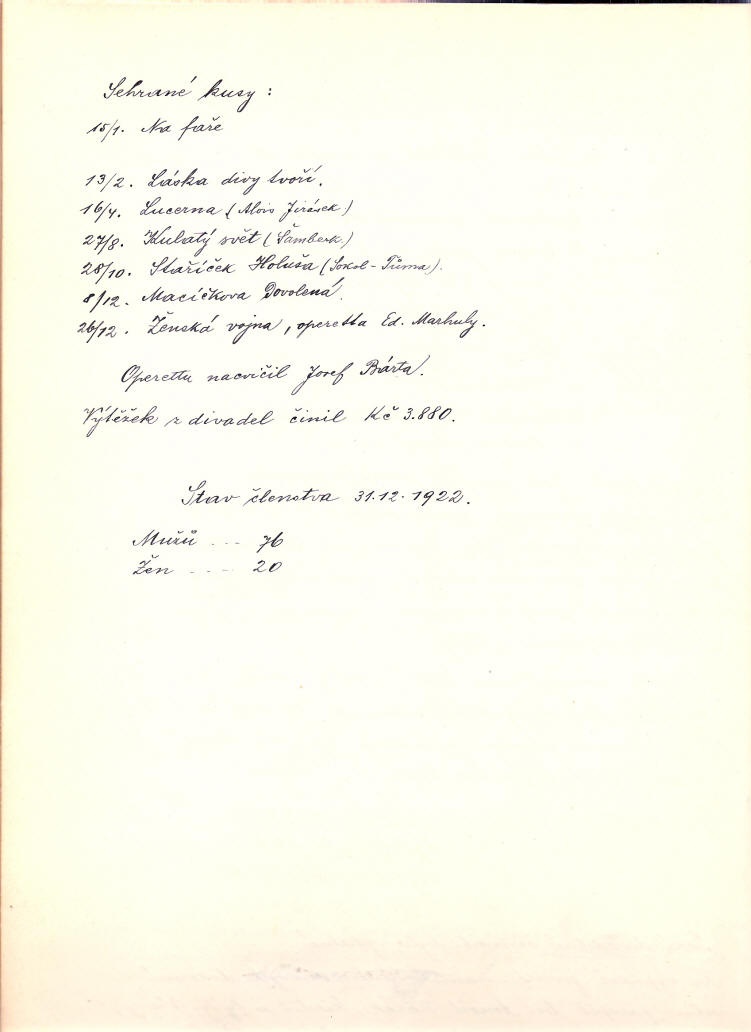 Sehrané kusy :
15/1. Na faře
13/2. Láska divy tvoří.
16/4. Lucerna (Alois Jirásek)
27/8. Kulatý svět (Šamberk.)
28/10. Staříček Holuša (Sokol-Tůma).
8/12. Macíčkova Dovolená.
26/12. Ženská vojna, operetta Ed. Marhuly.
Operettu nacvičil Josef Bárta.
Výtěžek z divadel činil Kč 3.880.
Stav členstva 31.12.1922.
Mužů .... 76
Žen .... 20